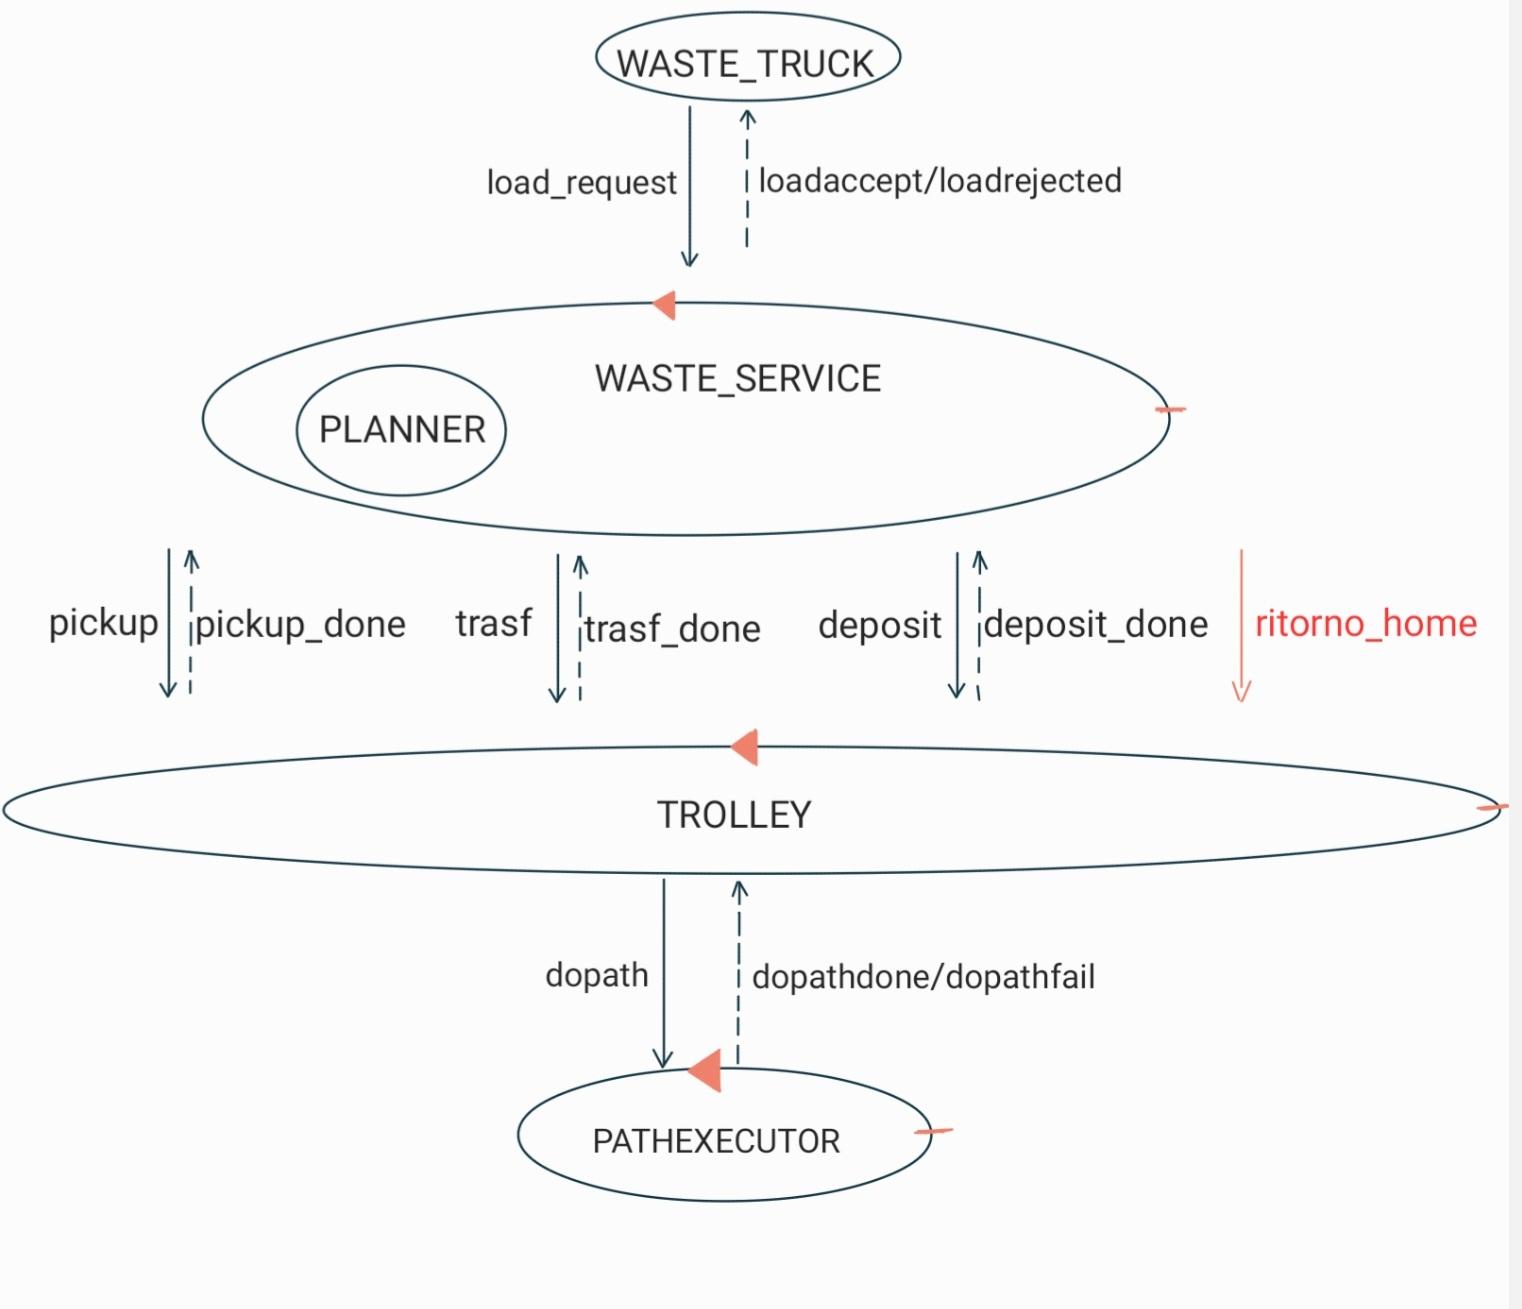 WASTE_TRUCK
load_request
loadaccept/loadrejected
WASTE_SERVICE
PLANNER
pickup
pickup_done
trasf
trasf_done
deposit
deposit_done
ritorno_home
TROLLEY
dopath
dopathdone/dopathfail
PATHEXECUTOR